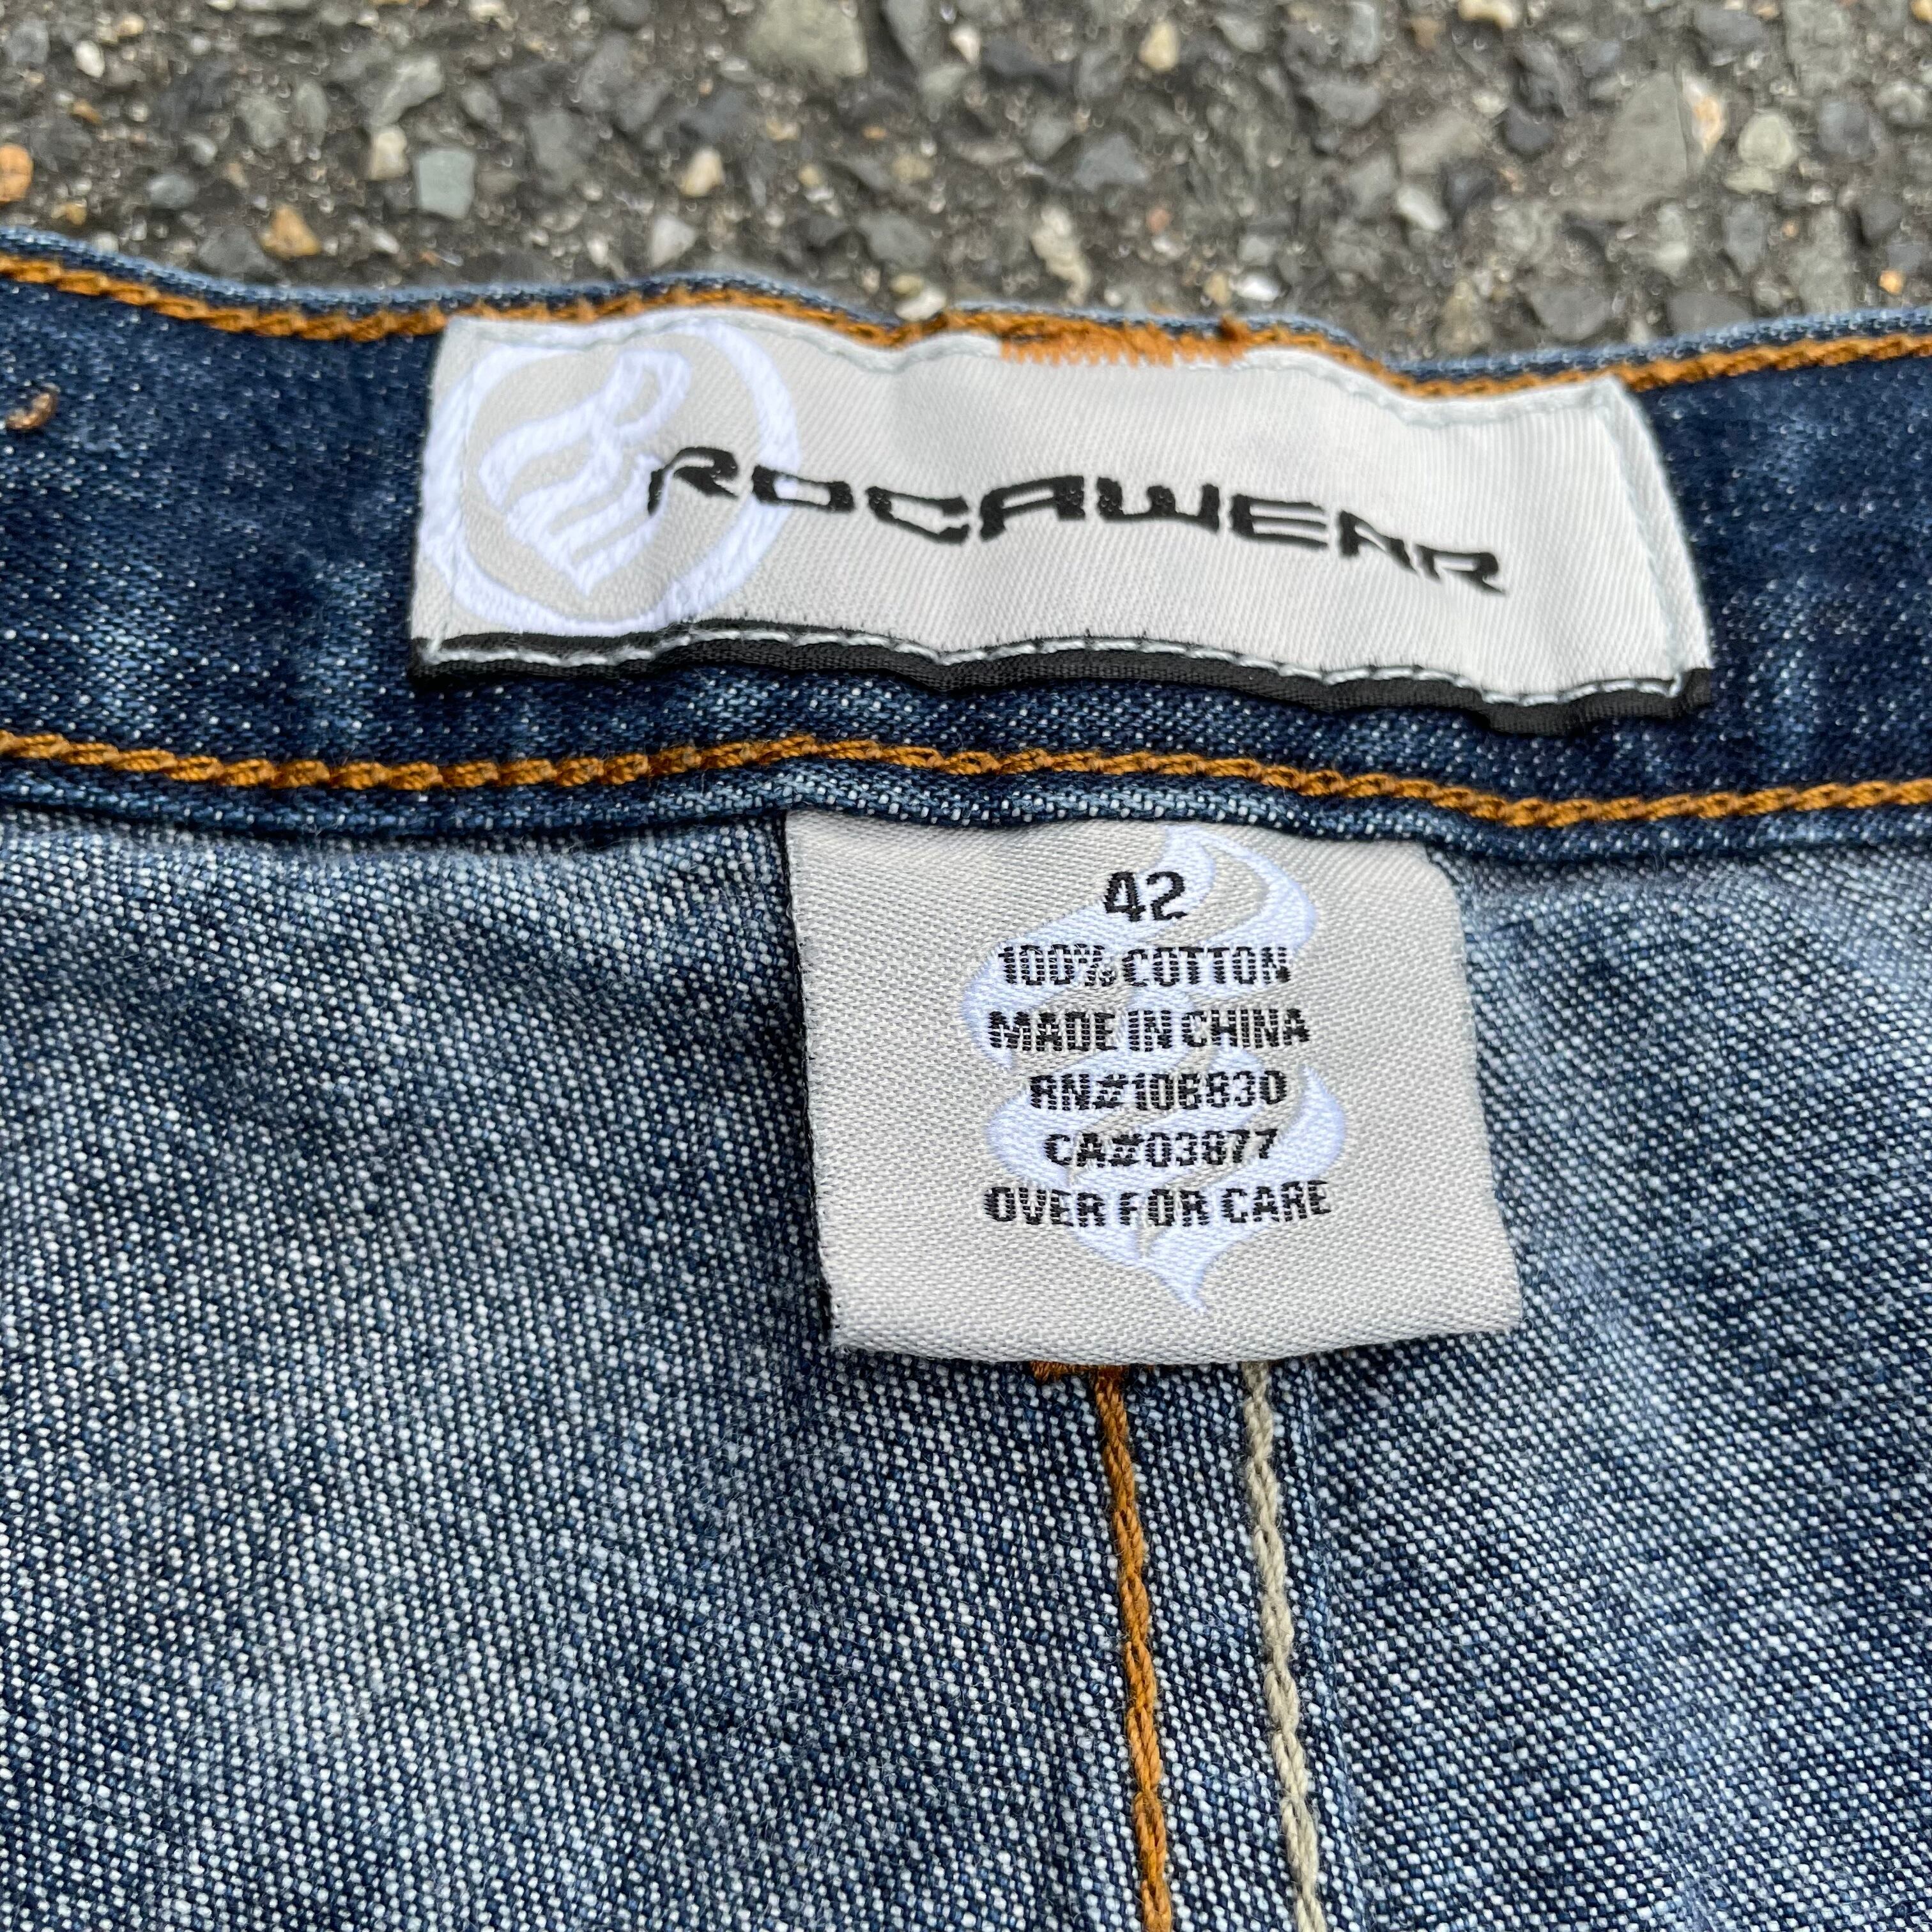 ROCAWEAR
42
100% COTTON
MADE IN CHINA
RN#106830
CA#03877
OVER FOR CARE